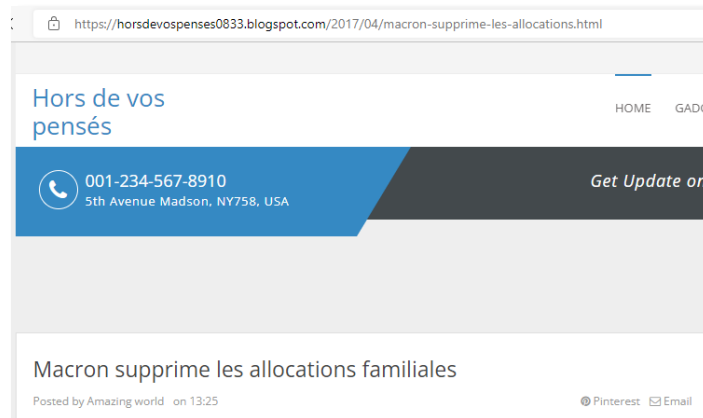 https://horsdevospenses0833.blogspot.com/2017/04/macron-supprime-les-allocations.html
Hors de vos
pensés
HOME
001-234-567-8910
5th Avenue Madson, NY758, USA
Get Update
Macron supprime les allocations familiales
Posted by Amazing world on 13:25
Pinterest Email